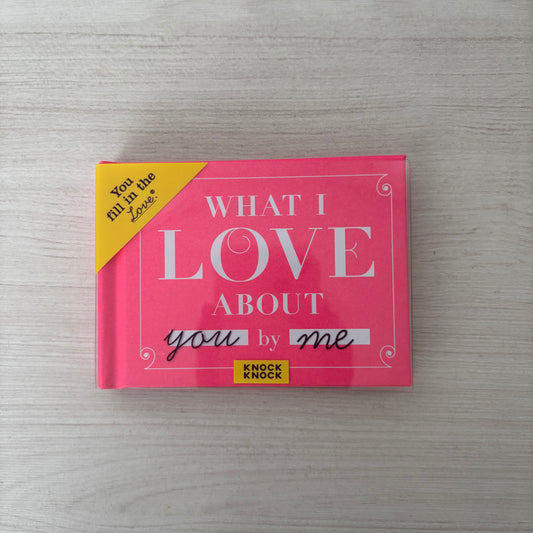 You
fill in the
Love.®
WHAT I
LOVE
ABOUT
you by me
KNOCK
KNOCK